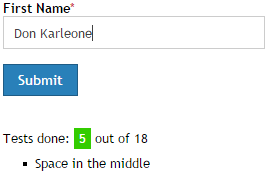 First Name*
Don Karleone
Submit
Tests done: 5 out of 18
Space in the middle